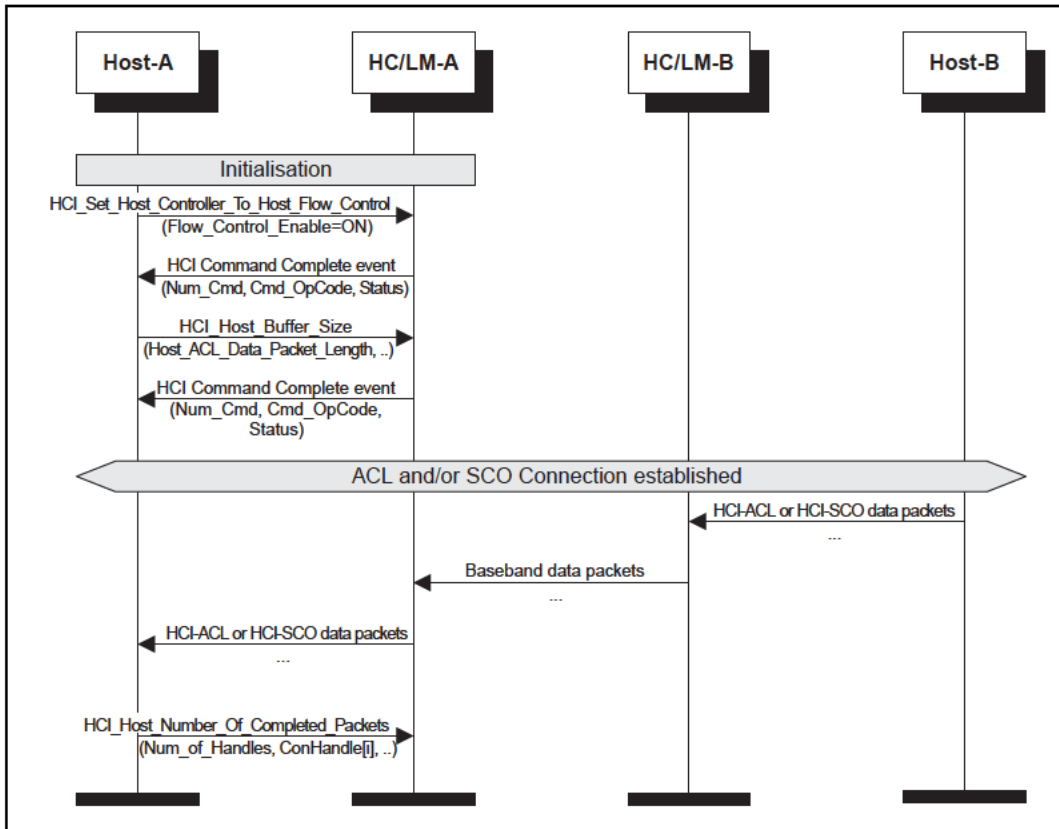 Host-A
HC/LM-A
HC/LM-B
Host-B
Initialisation
HCI_Set_Host_Controller_To_Host_Flow_Control
(Flow_Control_Enable=ON)
HCI Command Complete event
(Num_Cmd, Cmd_OpCode, Status)
HCI_Host_Buffer_Size
(Host_ACL_Data_Packet_Length, ..)
HCI Command Complete event
(Num_Cmd, Cmd_OpCode,
Status)
ACL and/or SCO Connection established
HCI-ACL or HCI-SCO data packets
...
Baseband data packets
...
HCI-ACL or HCI-SCO data packets
...
HCI_Host_Number_Of_Completed_Packets
(Num_of_Handles, ConHandle[i], ..)